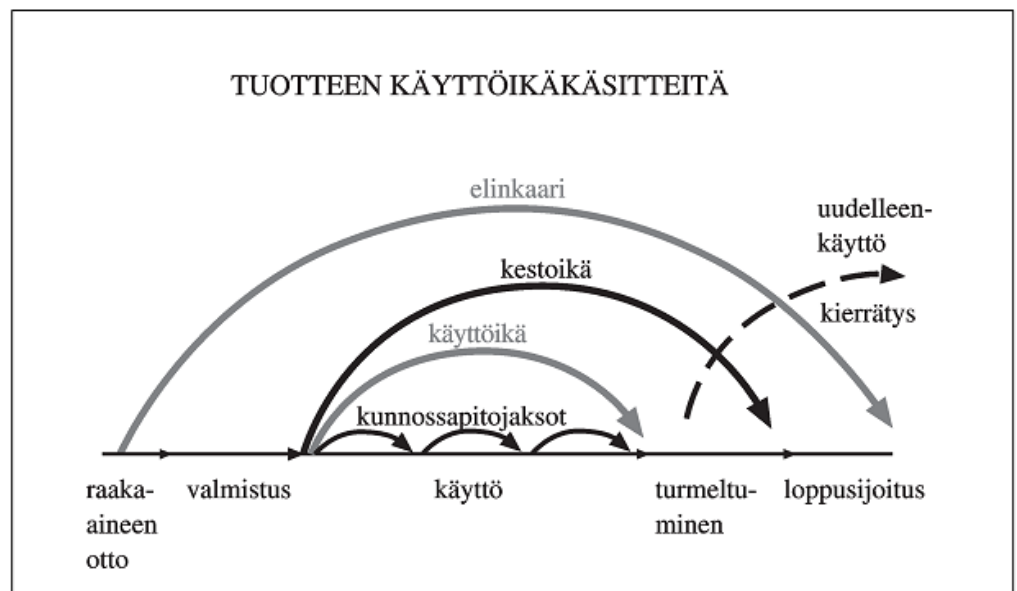 TUOTTEEN KÄYTTÖIKÄKÄSITTEITÄ
elinkaari
uudelleen-
käyttö
kestoikä
kierrätys
käyttöikä
kunnossapitojaksot
raaka-
aineen
otto
valmistus
käyttö
turmeltu-
minen
loppusijoitus